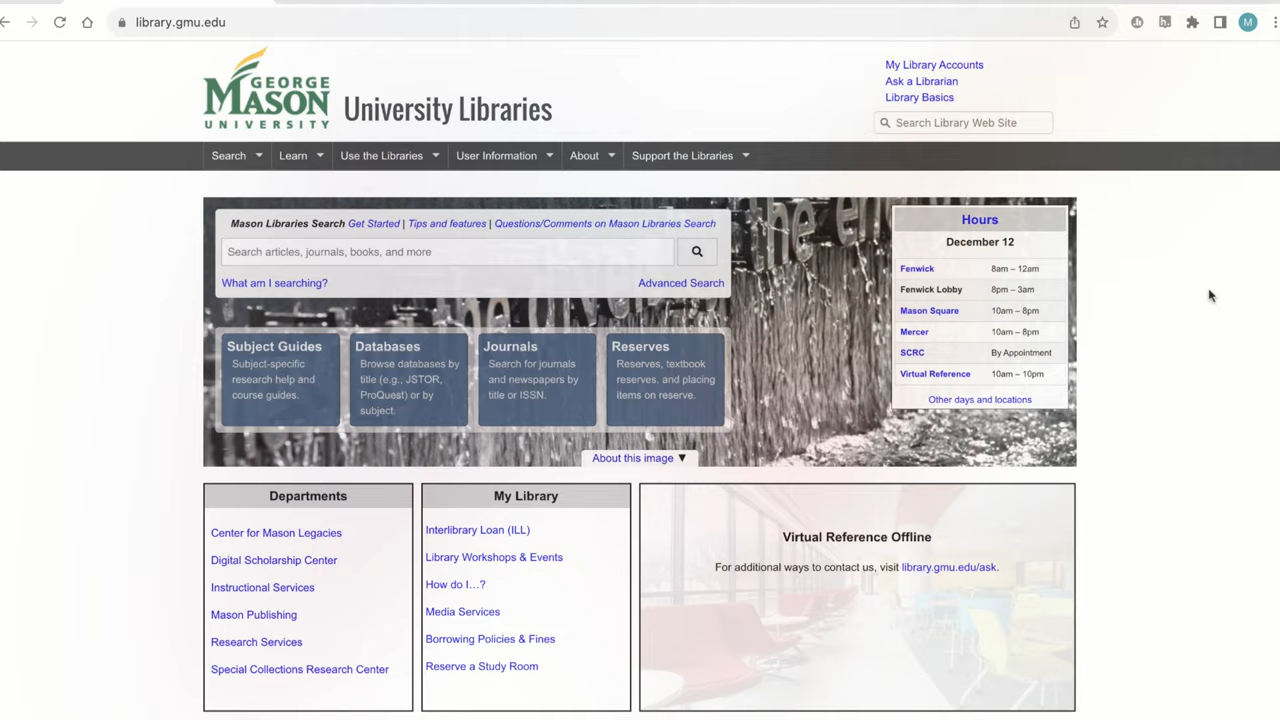 library.gmu.edu
M
GEORGE
MASON
UNIVERSITY
University Libraries
My Library Accounts
Ask a Librarian
Library Basics
Search Library Web Site
Search Learn Use the Libraries User Information About Support the Libraries
Mason Libraries Search Get Started | Tips and features | Questions/Comments on Mason Libraries Search
Search articles, journals, books, and more
What am I searching? Advanced Search
Subject Guides
Subject-specific
research help and
course guides.
Databases
Browse databases by
title (e.g., JSTOR,
ProQuest) or by
subject.
Journals
Search for journals
and newspapers by
title or ISSN.
Reserves
Reserves, textbook
reserves, and placing
items on reserve.
Hours
December 12
Fenwick 8am – 12am
Fenwick Lobby 8pm – 3am
Mason Square 10am – 8pm
Mercer 10am – 8pm
SCRC By Appointment
Virtual Reference 10am – 10pm
Other days and locations
the en
About this image ▼
Departments
Center for Mason Legacies
Digital Scholarship Center
Instructional Services
Mason Publishing
Research Services
Special Collections Research Center
My Library
Interlibrary Loan (ILL)
Library Workshops & Events
How do I…?
Media Services
Borrowing Policies & Fines
Reserve a Study Room
Virtual Reference Offline
For additional ways to contact us, visit library.gmu.edu/ask.